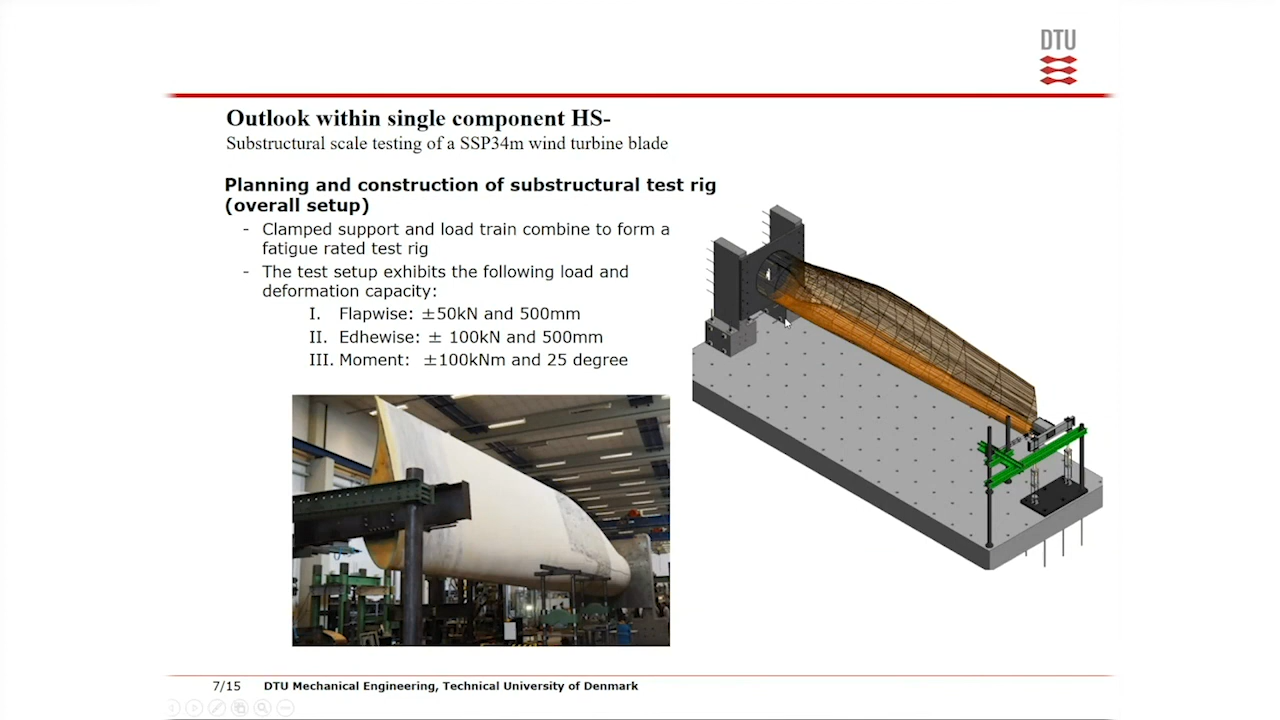 DTU
Outlook within single component HS-
Substructural scale testing of a SSP34m wind turbine blade
Planning and construction of substructural test rig
(overall setup)
- Clamped support and load train combine to form a
fatigue rated test rig
- The test setup exhibits the following load and
deformation capacity:
I. Flapwise: ±50kN and 500mm
II. Edhewise: ± 100kN and 500mm
III. Moment: ±100kNm and 25 degree
7/15 DTU Mechanical Engineering, Technical University of Denmark